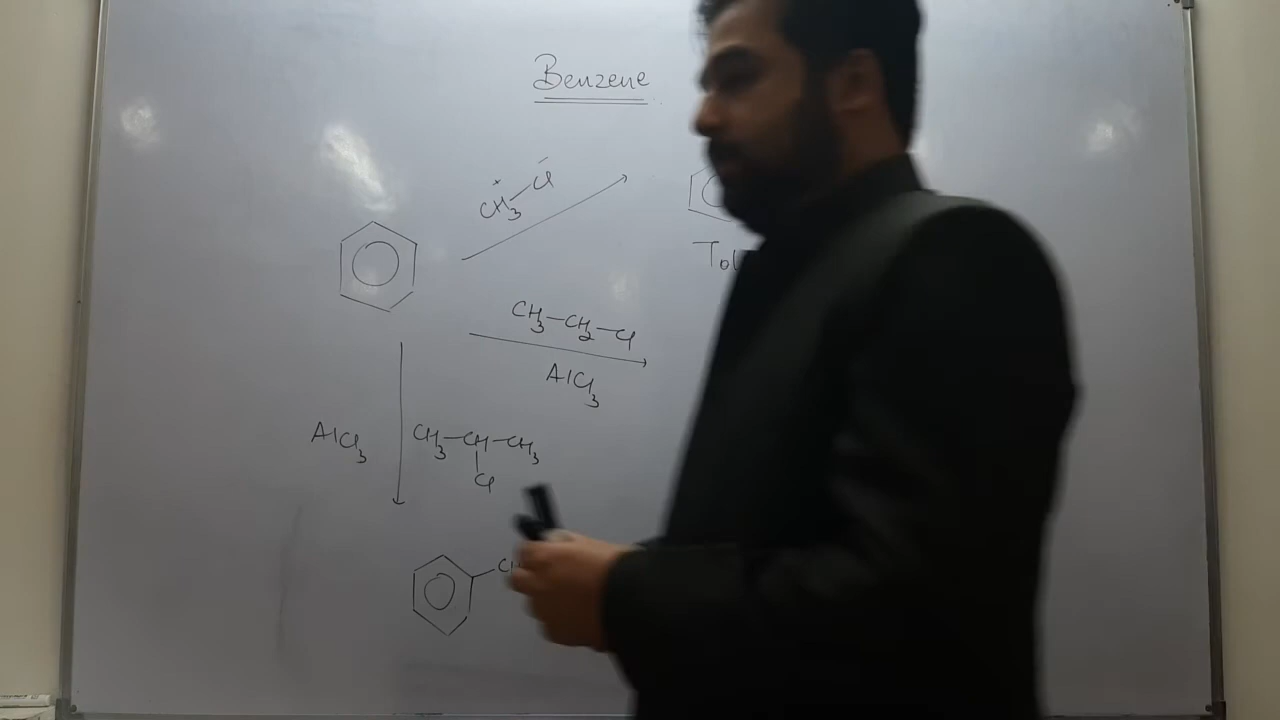 Benzene
CH3—Cl
Tol
CH3—CH2—Cl
AlCl3
AlCl3
CH3—CH—CH3
Cl